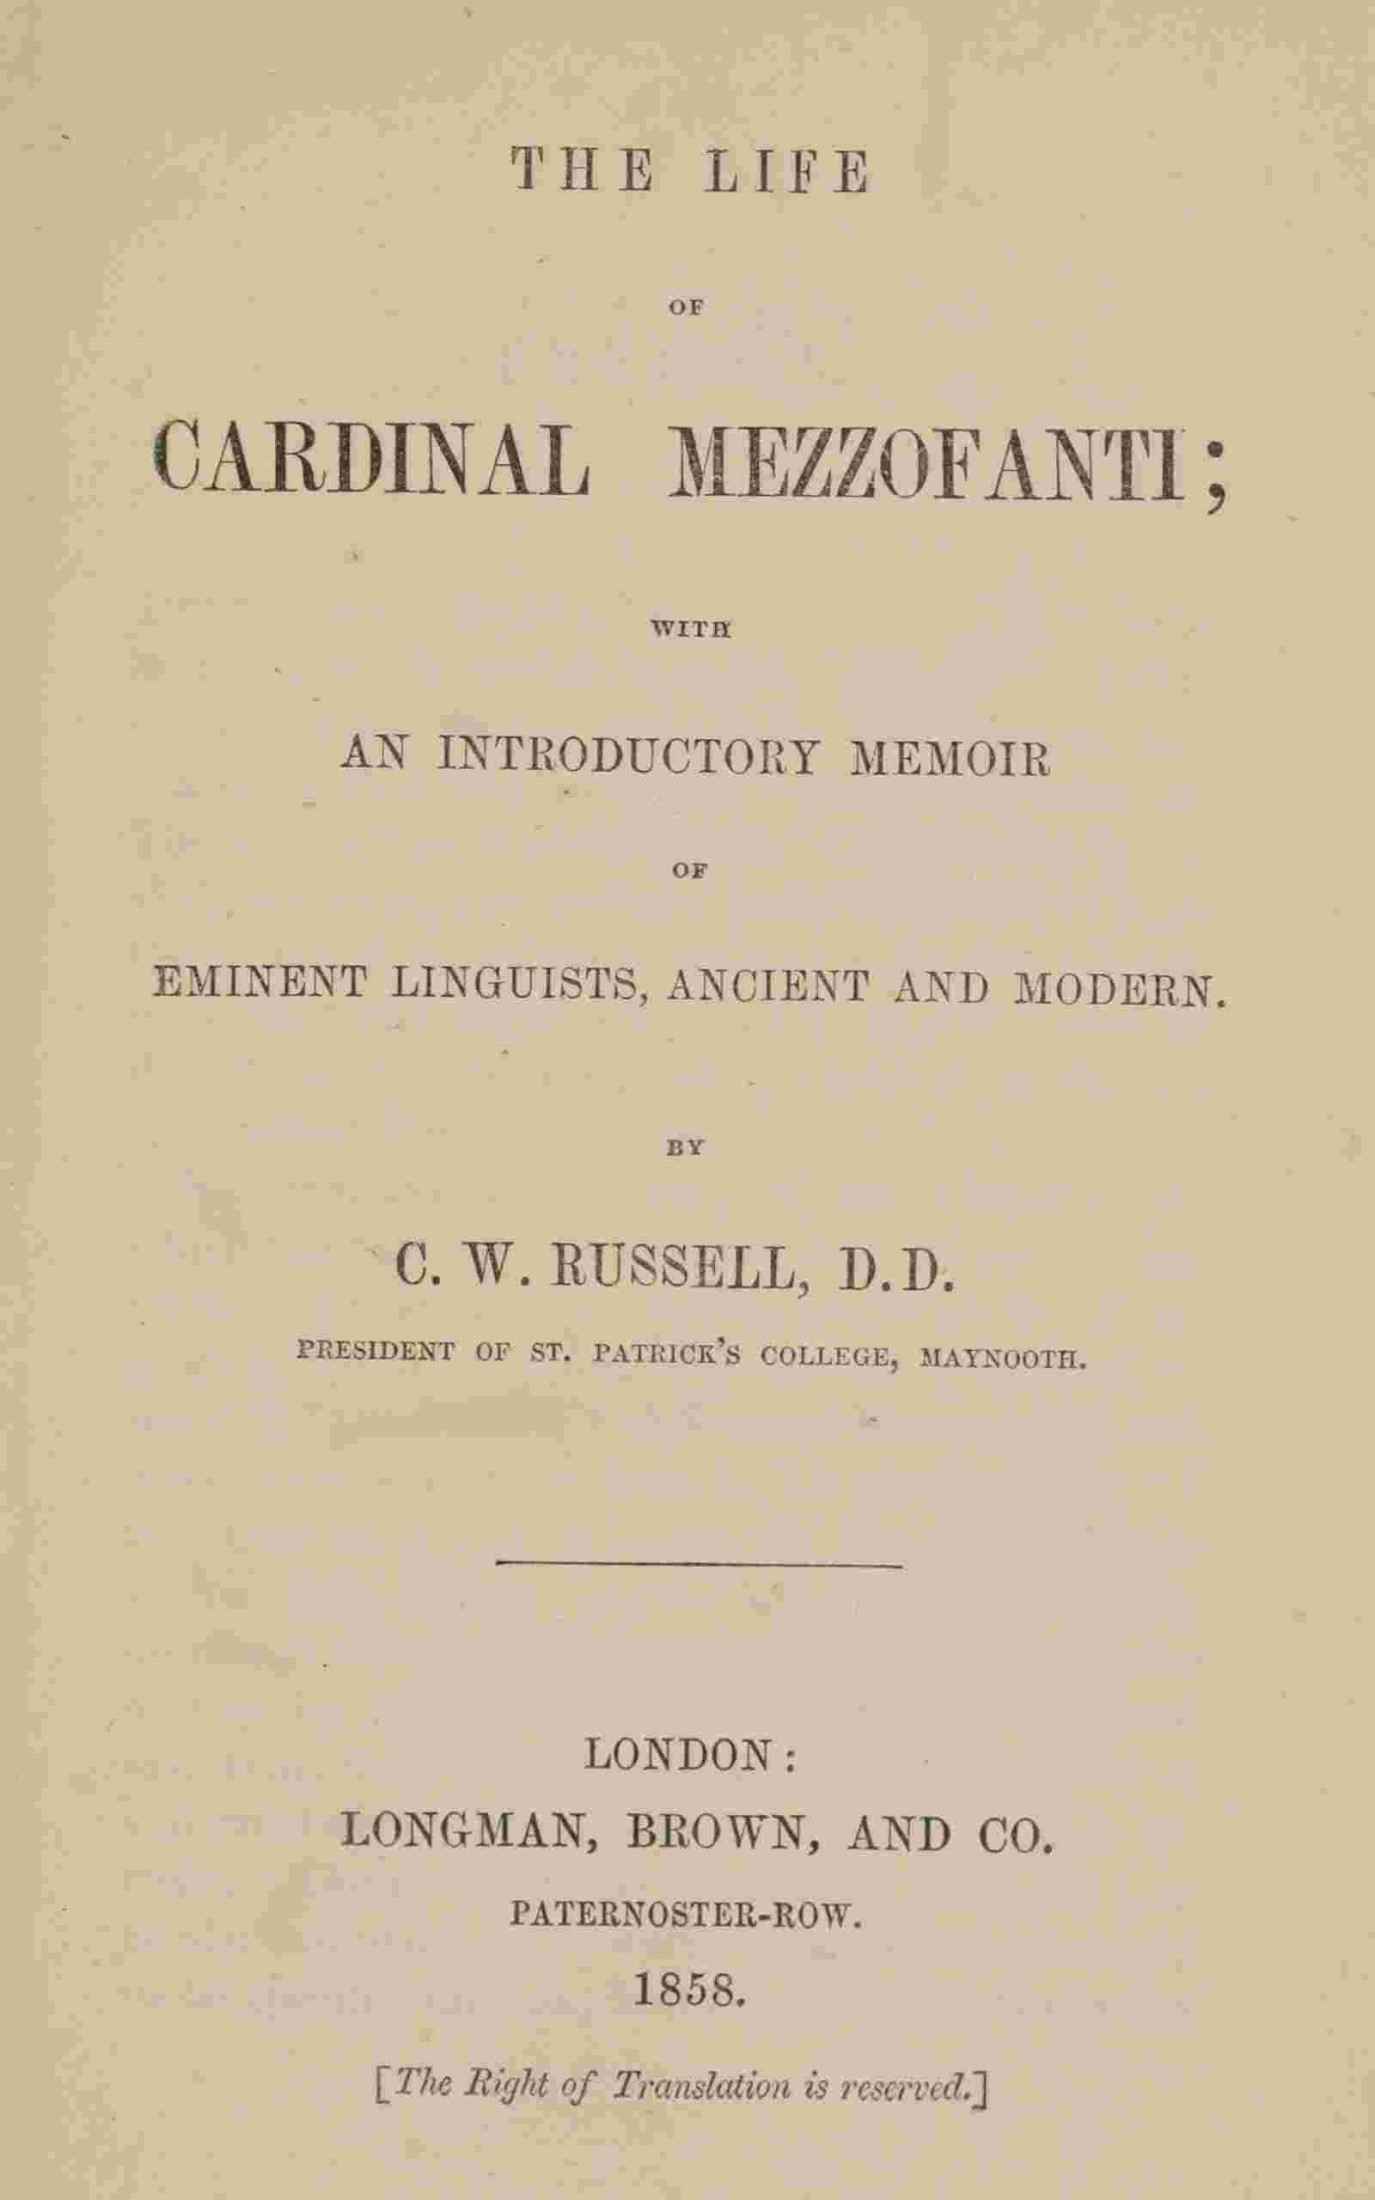 THE LIFE
OF
CARDINAL MEZZOFANTI;
WITH
AN INTRODUCTORY MEMOIR
OF
EMINENT LINGUISTS, ANCIENT AND MODERN.
BY
C. W. RUSSELL, D.D.
PRESIDENT OF ST. PATRICK'S COLLEGE, MAYNOOTH.
LONDON:
LONGMAN, BROWN, AND CO.
PATERNOSTER-ROW.
1858.
[The Right of Translation is reserved.]